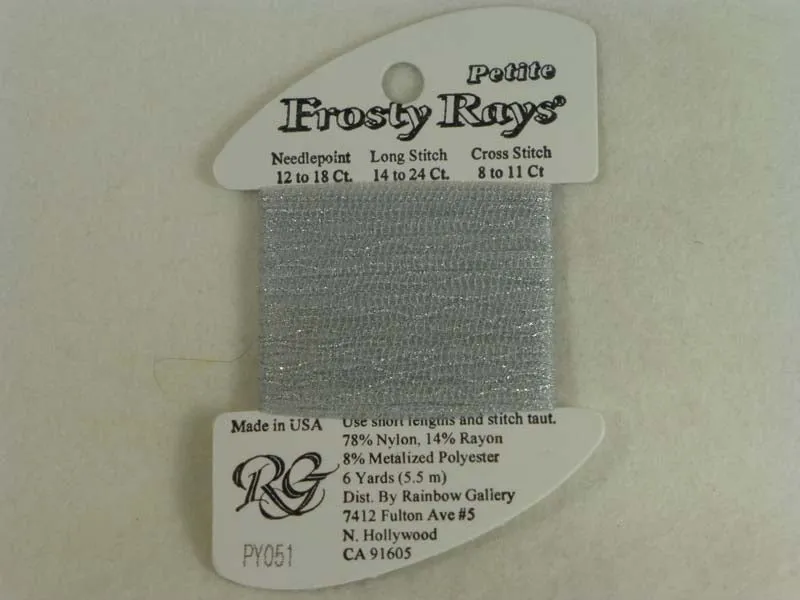 Petite
Frosty Rays®
Needlepoint Long Stitch Cross Stitch
12 to 18 Ct. 14 to 24 Ct. 8 to 11 Ct
Made in USA
Use short lengths and stitch taut.
78% Nylon, 14% Rayon
8% Metalized Polyester
6 Yards (5.5 m)
Dist. By Rainbow Gallery
7412 Fulton Ave #5
N. Hollywood
CA 91605
RG
PY051